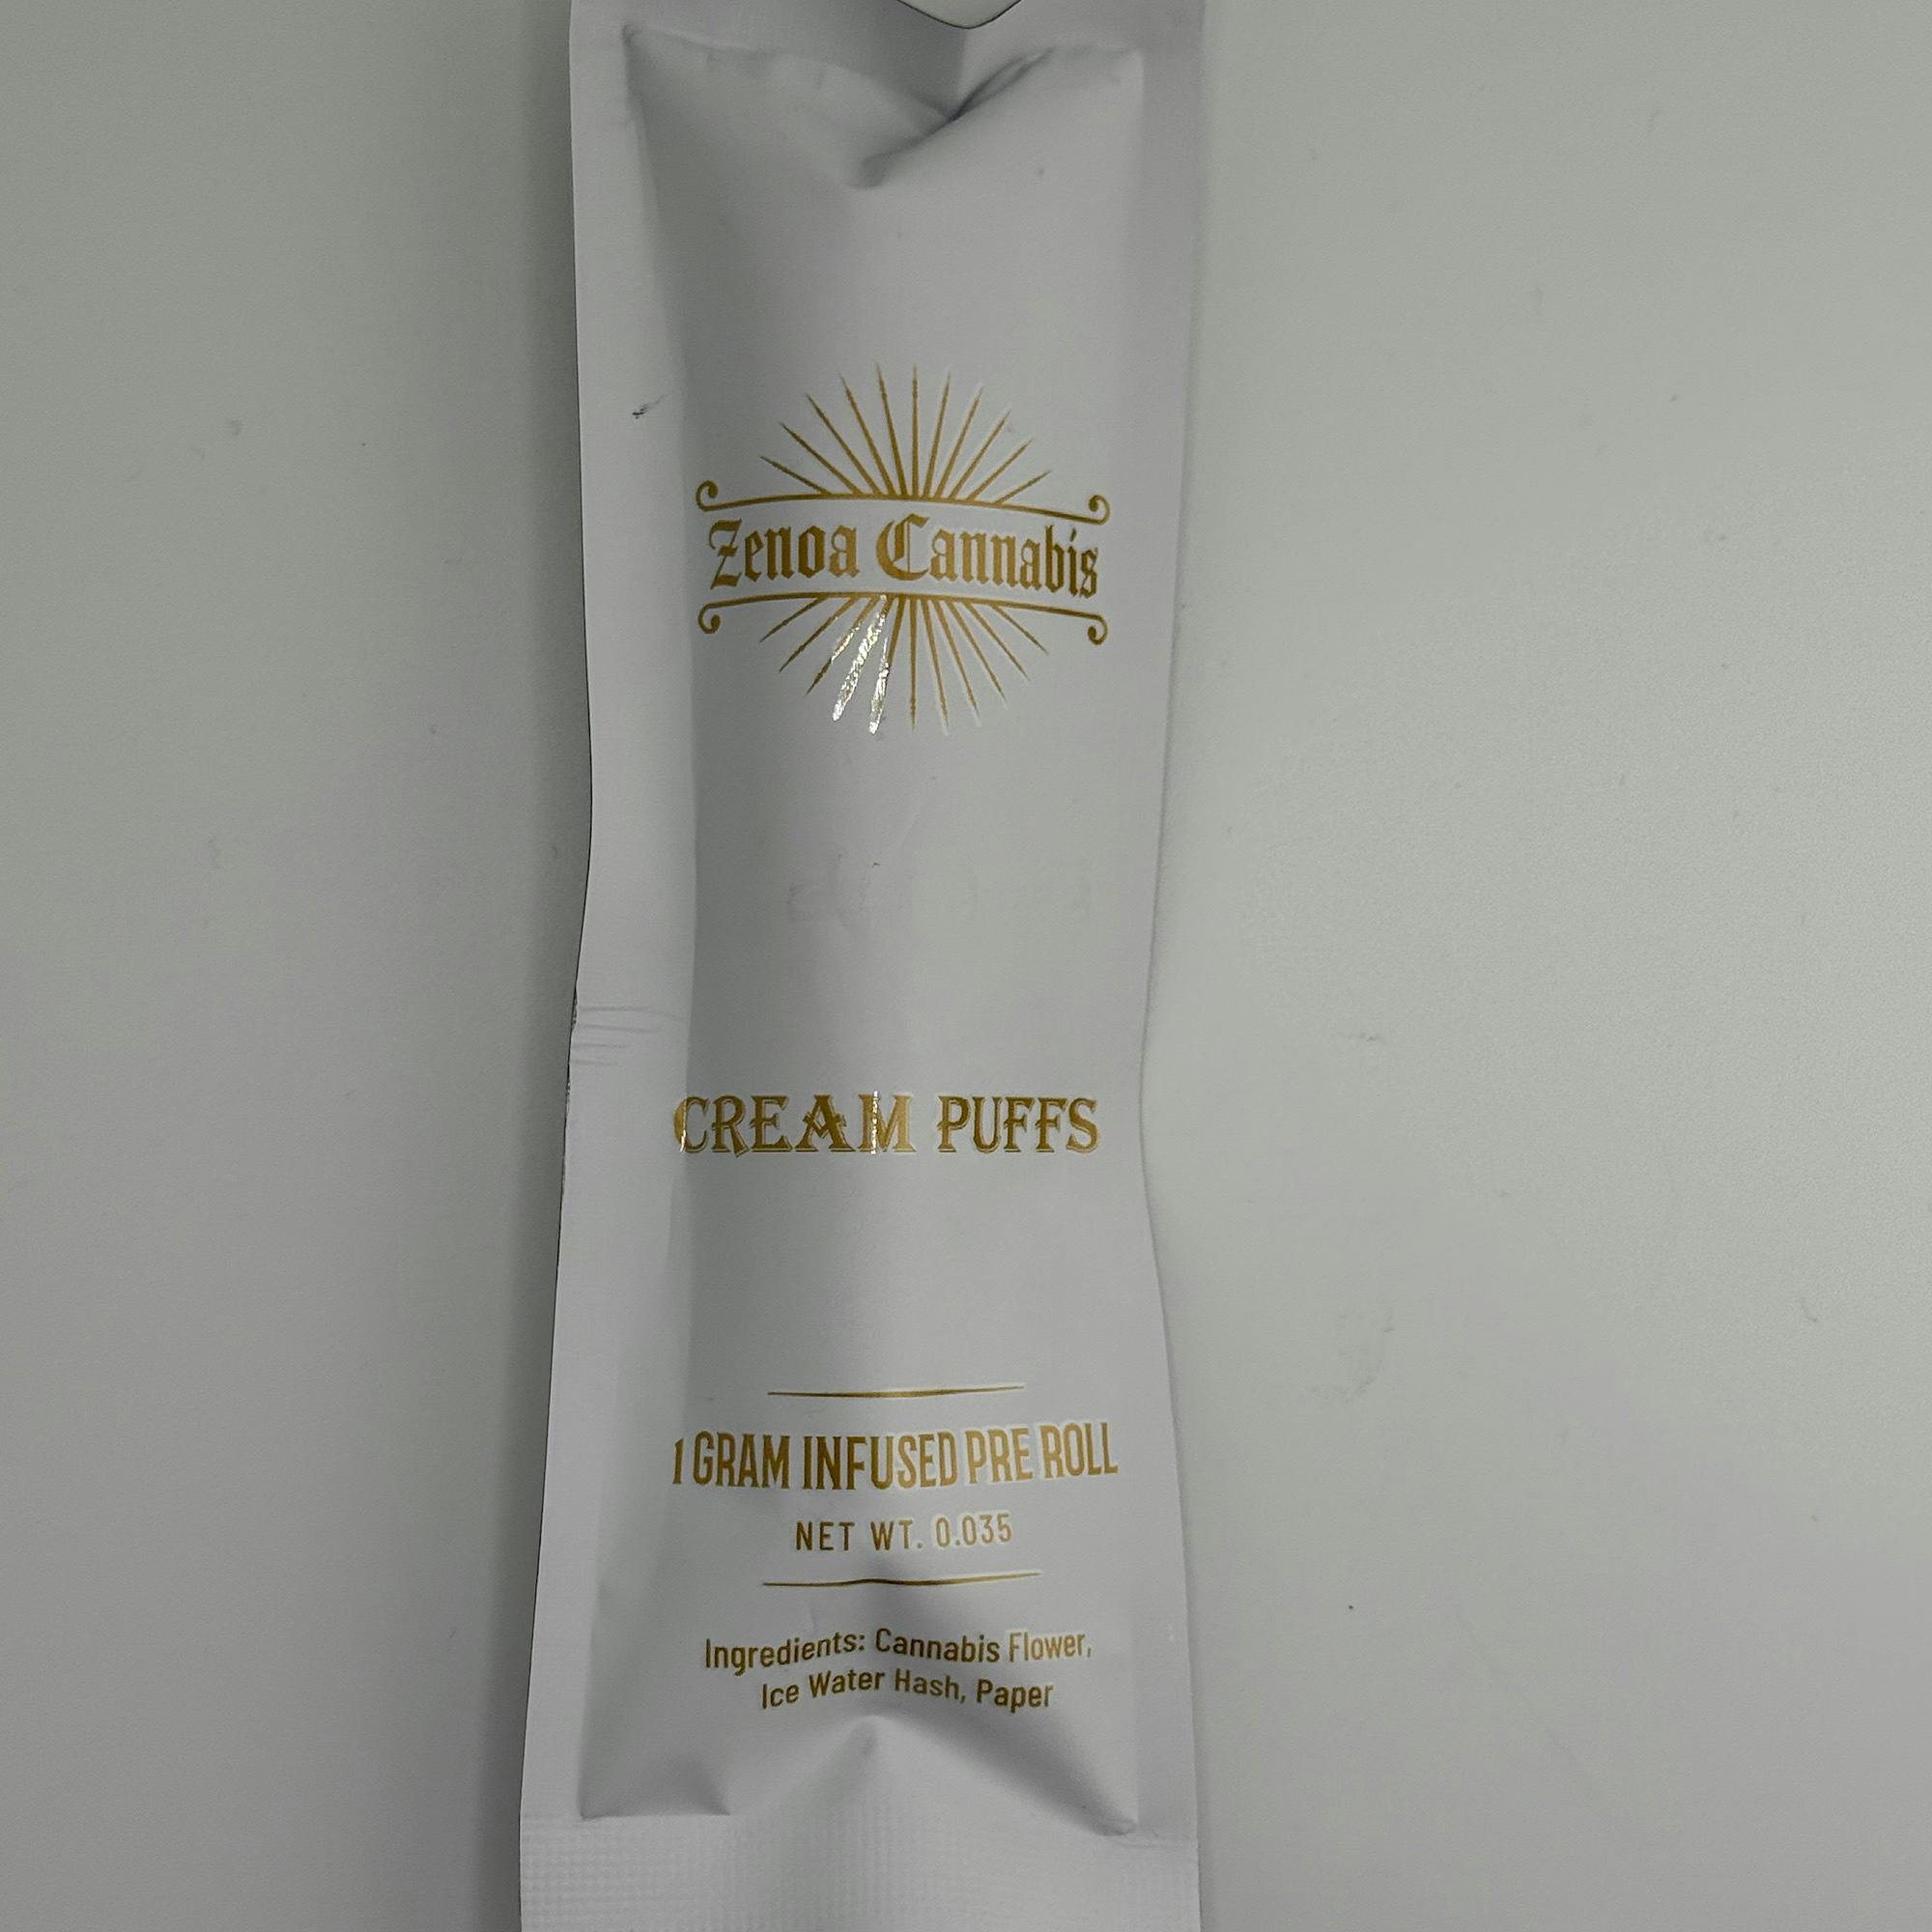 Zenoa Cannabis
CREAM PUFFS
1 GRAM INFUSED PRE ROLL
NET WT. 0.035
Ingredients: Cannabis Flower,
Ice Water Hash, Paper